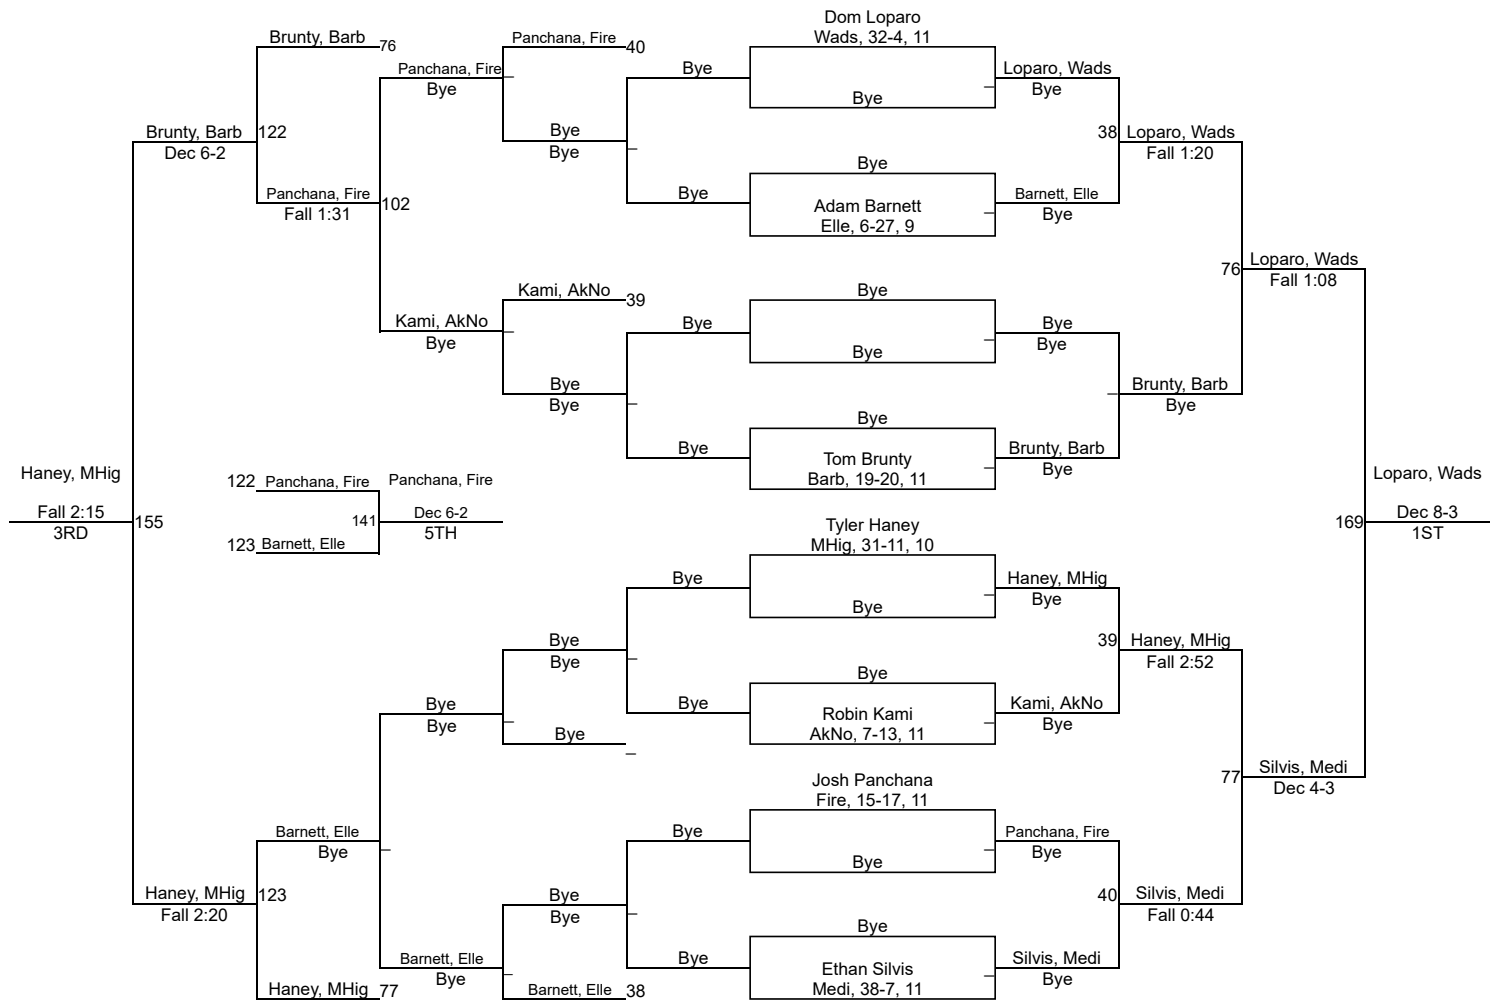 Dom Loparo
Brunty, Barb 76
Panchana, Fire 40
Wads, 32-4, 11
Panchana, Fire
Bye
Loparo, Wads
Bye
Bye
Bye
Brunty, Barb 122
Bye
38 Loparo, Wads
Dec 6-2
Bye
Fall 1:20
Bye
Panchana, Fire 102
Bye
Barnett, Elle
Fall 1:31
Adam Barnett
Bye
Elle, 6-27, 9
76 Loparo, Wads
Fall 1:08
Kami, AkNo 39
Bye
Kami, AkNo
Bye
Bye
Bye
Bye
Bye
Bye
Brunty, Barb
Bye
Bye
Bye
Bye
Brunty, Barb
Tom Brunty
Bye
Haney, MHig
Barb, 19-20, 11
Loparo, Wads
122 Panchana, Fire
Panchana, Fire
Fall 2:15
155
141
Dec 6-2
169
Dec 8-3
3RD
5TH
1ST
123 Barnett, Elle
Tyler Haney
MHig, 31-11, 10
Bye
Haney, MHig
Bye
Bye
Bye
39 Haney, MHig
Bye
Fall 2:52
Bye
Bye
Bye
Kami, AkNo
Bye
Robin Kami
Bye
Bye
AkNo, 7-13, 11
77 Silvis, Medi
Dec 4-3
Josh Panchana
Fire, 15-17, 11
Barnett, Elle
Bye
Panchana, Fire
Bye
Bye
Bye
Haney, MHig 123
Bye
40 Silvis, Medi
Fall 2:20
Bye
Fall 0:44
Bye
Barnett, Elle
Bye
Silvis, Medi
Bye
Ethan Silvis
Bye
Haney, MHig 77
Barnett, Elle 38
Medi, 38-7, 11